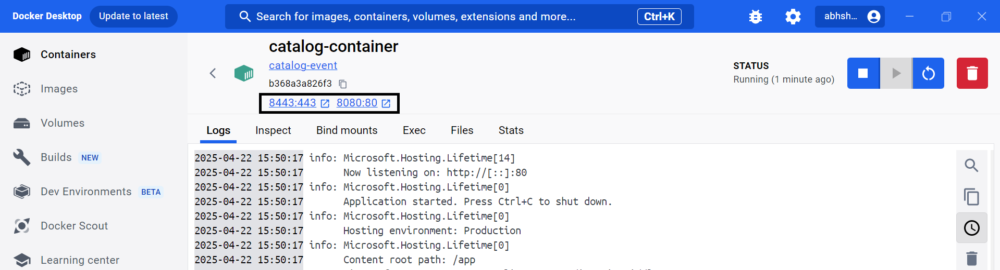 Docker Desktop
Update to latest
Search for images, containers, volumes, extensions and more...
Ctrl+K
abhsh...
Containers
Images
Volumes
Builds NEW
Dev Environments BETA
Docker Scout
Learning center
catalog-container
catalog-event
b368a3a826f3
8443:443 8080:80
STATUS
Running (1 minute ago)
Logs Inspect Bind mounts Exec Files Stats
2025-04-22 15:50:17 info: Microsoft.Hosting.Lifetime[14]
2025-04-22 15:50:17 Now listening on: http://[::]:80
2025-04-22 15:50:17 info: Microsoft.Hosting.Lifetime[0]
2025-04-22 15:50:17 Application started. Press Ctrl+C to shut down.
2025-04-22 15:50:17 info: Microsoft.Hosting.Lifetime[0]
2025-04-22 15:50:17 Hosting environment: Production
2025-04-22 15:50:17 info: Microsoft.Hosting.Lifetime[0]
2025-04-22 15:50:17 Content root path: /app